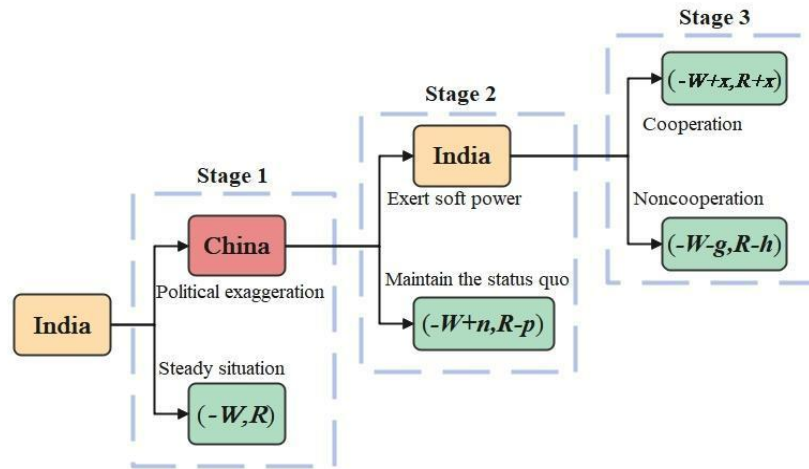 Stage 3
(-W+x,R+x)
Stage 2
Cooperation
India
Stage 1
Exert soft power
Noncooperation
China
(-W-g,R-h)
Political exaggeration
Maintain the status quo
India
(-W+n,R-p)
Steady situation
(-W,R)